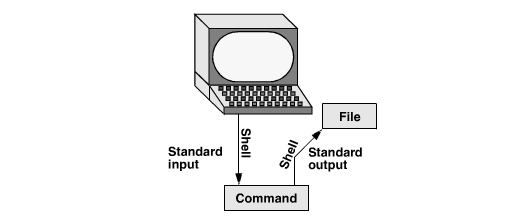 File
Shell
Shell
Standard
input
Standard
output
Command